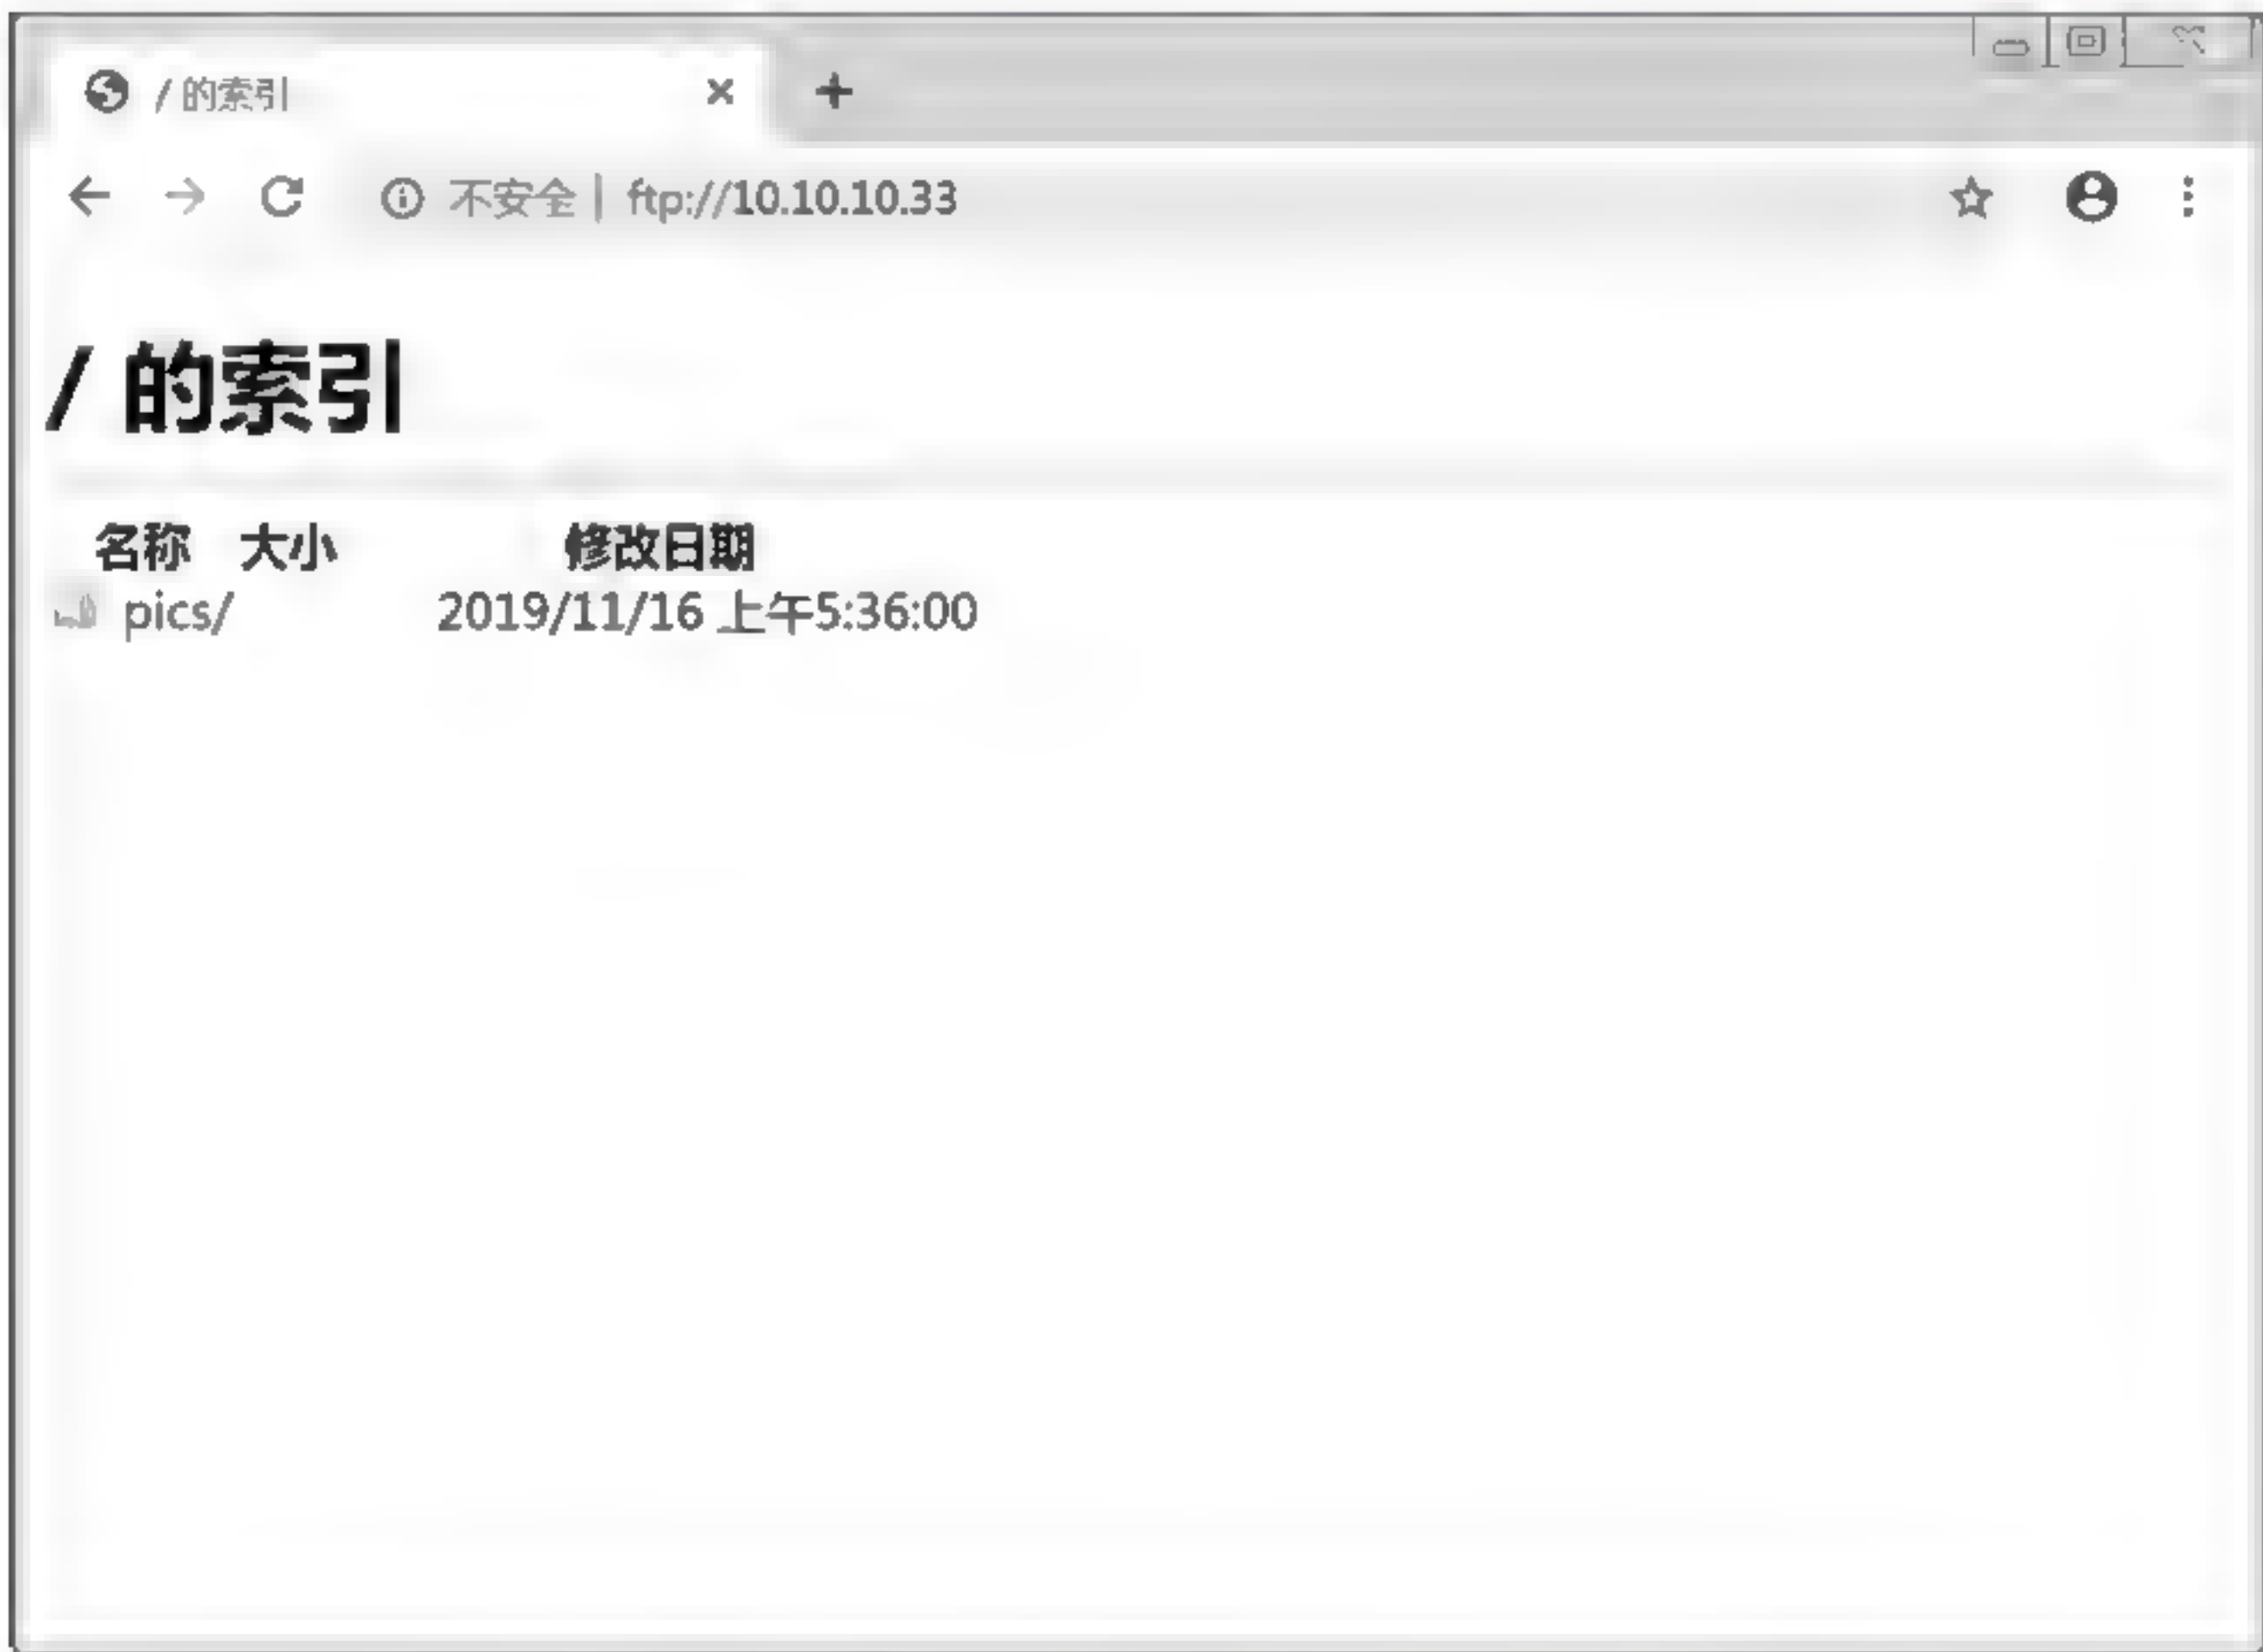 / 的索引
不安全 | ftp://10.10.10.33
/ 的索引
名称 大小 修改日期
pics/ 2019/11/16 上午5:36:00